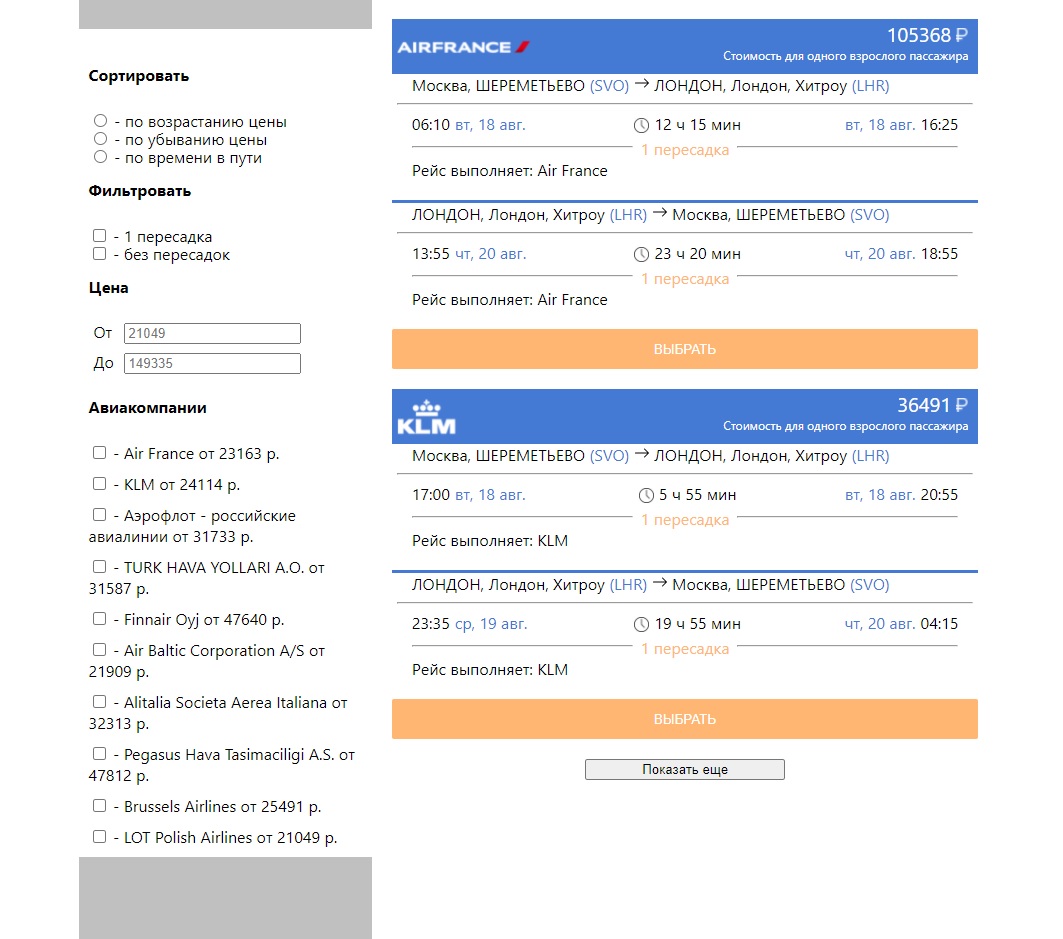 Сортировать
- по возрастанию цены
- по убыванию цены
- по времени в пути
Фильтровать
- 1 пересадка
- без пересадок
Цена
От 21049
До 149335
Авиакомпании
- Air France от 23163 р.
- KLM от 24114 р.
- Аэрофлот - российские
авиалинии от 31733 р.
- TURK HAVA YOLLARI A.O. от
31587 р.
- Finnair Oyj от 47640 р.
- Air Baltic Corporation A/S от
21909 р.
- Alitalia Societa Aerea Italiana от
32313 р.
- Pegasus Hava Tasimaciligi A.S. от
47812 р.
- Brussels Airlines от 25491 р.
- LOT Polish Airlines от 21049 р.
AIRFRANCE
105368 ₽
Стоимость для одного взрослого пассажира
Москва, ШЕРЕМЕТЬЕВО (SVO) → ЛОНДОН, Лондон, Хитроу (LHR)
06:10 вт, 18 авг. 12 ч 15 мин вт, 18 авг. 16:25
1 пересадка
Рейс выполняет: Air France
ЛОНДОН, Лондон, Хитроу (LHR) → Москва, ШЕРЕМЕТЬЕВО (SVO)
13:55 чт, 20 авг. 23 ч 20 мин чт, 20 авг. 18:55
1 пересадка
Рейс выполняет: Air France
ВЫБРАТЬ
KLM
36491 ₽
Стоимость для одного взрослого пассажира
Москва, ШЕРЕМЕТЬЕВО (SVO) → ЛОНДОН, Лондон, Хитроу (LHR)
17:00 вт, 18 авг. 5 ч 55 мин вт, 18 авг. 20:55
1 пересадка
Рейс выполняет: KLM
ЛОНДОН, Лондон, Хитроу (LHR) → Москва, ШЕРЕМЕТЬЕВО (SVO)
23:35 ср, 19 авг. 19 ч 55 мин чт, 20 авг. 04:15
1 пересадка
Рейс выполняет: KLM
ВЫБРАТЬ
Показать еще